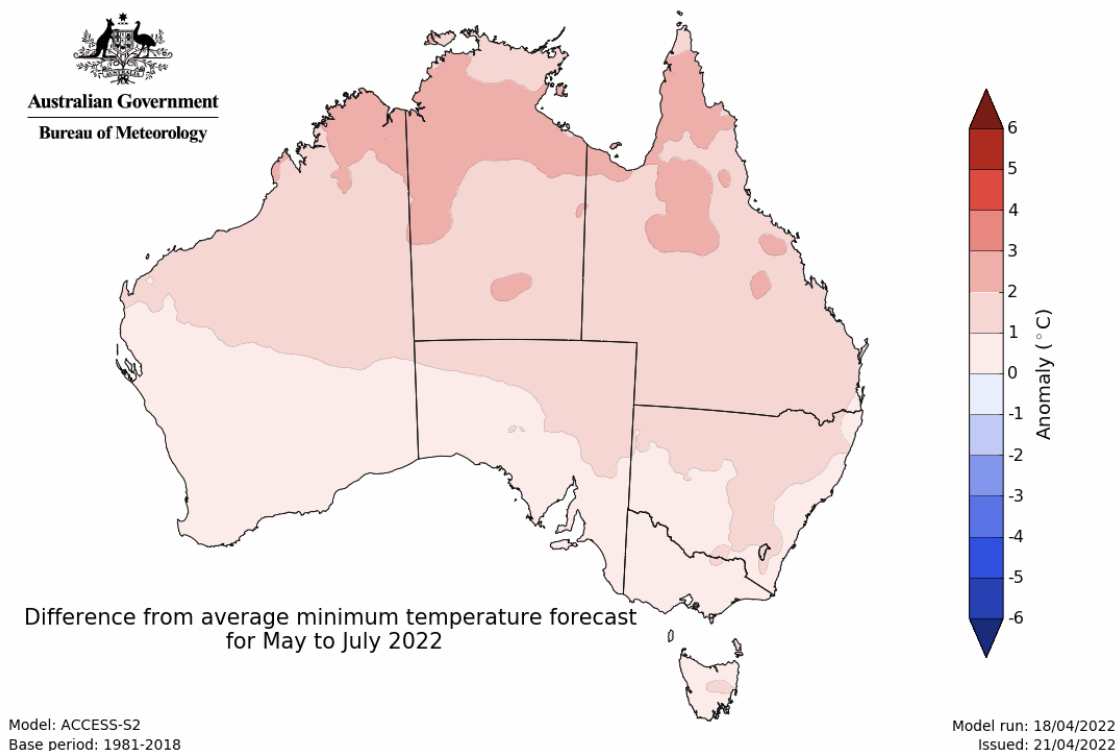 Australian Government
Bureau of Meteorology
6
5
4
3
2
1
0
-1
-2
-3
-4
-5
-6
Anomaly (°C)
Difference from average minimum temperature forecast
for May to July 2022
Model: ACCESS-S2
Base period: 1981-2018
Model run: 18/04/2022
Issued: 21/04/2022